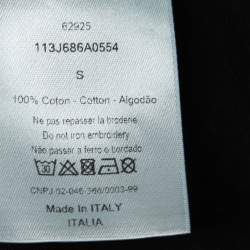 62925
113J686A0554
S
100% Coton - Cotton - Algodão
Ne pas repasser la broderie
Do not iron embroidery
Não passar a ferro o bordado
CNPJ 02-046-366/0003-99
Made in ITALY
ITALIA